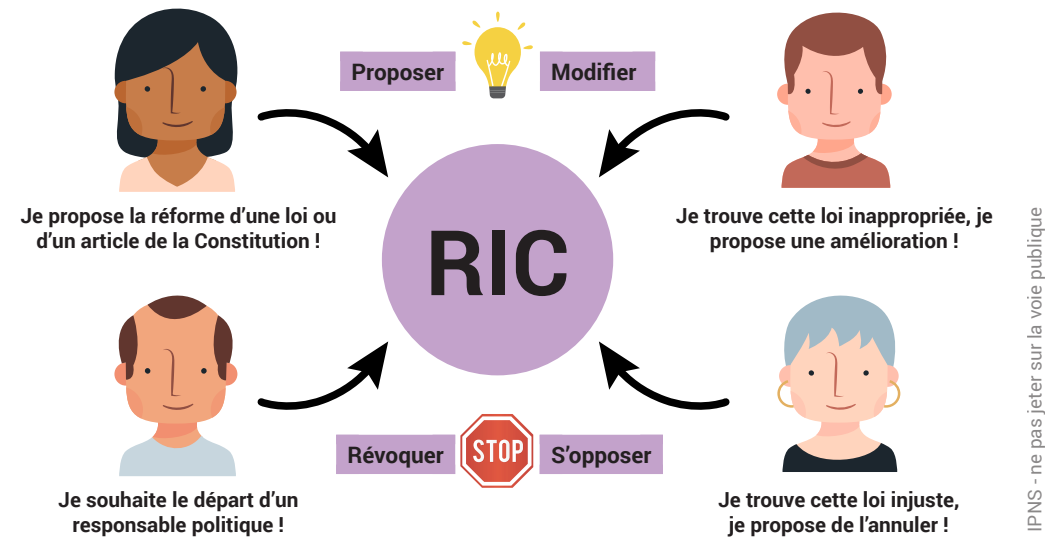 Proposer
Modifier
Je propose la réforme d’une loi ou
d’un article de la Constitution !
Je trouve cette loi inappropriée, je
propose une amélioration !
RIC
Révoquer
STOP
S’opposer
Je souhaite le départ d’un
responsable politique !
Je trouve cette loi injuste,
je propose de l’annuler !
IPNS - ne pas jeter sur la voie publique